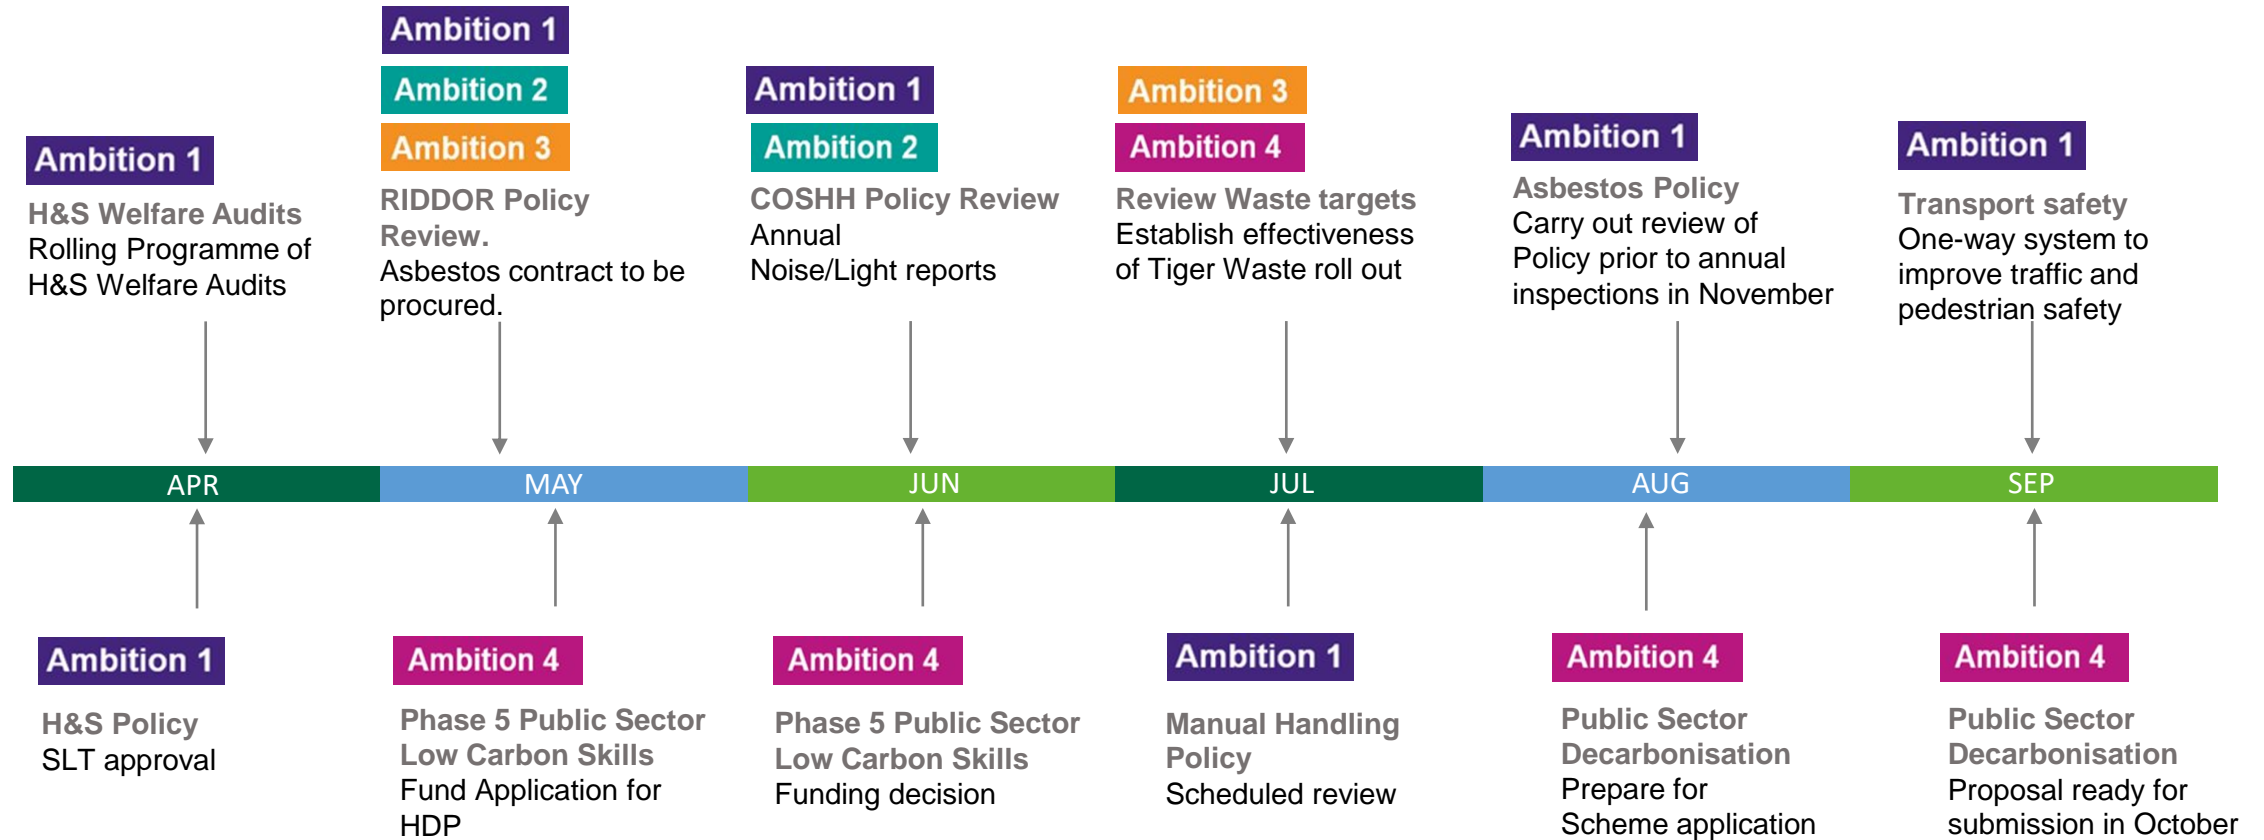 Ambition 1
H&S Welfare Audits
Rolling Programme of
H&S Welfare Audits
Ambition 1
Ambition 2
Ambition 3
RIDDOR Policy
Review.
Asbestos contract to be
procured.
Ambition 1
Ambition 2
COSHH Policy Review
Annual
Noise/Light reports
Ambition 3
Ambition 4
Review Waste targets
Establish effectiveness
of Tiger Waste roll out
Ambition 1
Asbestos Policy
Carry out review of
Policy prior to annual
inspections in November
Ambition 1
Transport safety
One-way system to
improve traffic and
pedestrian safety
APR
MAY
JUN
JUL
AUG
SEP
Ambition 1
H&S Policy
SLT approval
Ambition 4
Phase 5 Public Sector
Low Carbon Skills
Fund Application for
HDP
Ambition 4
Phase 5 Public Sector
Low Carbon Skills
Funding decision
Ambition 1
Manual Handling
Policy
Scheduled review
Ambition 4
Public Sector
Decarbonisation
Prepare for
Scheme application
Ambition 4
Public Sector
Decarbonisation
Proposal ready for
submission in October